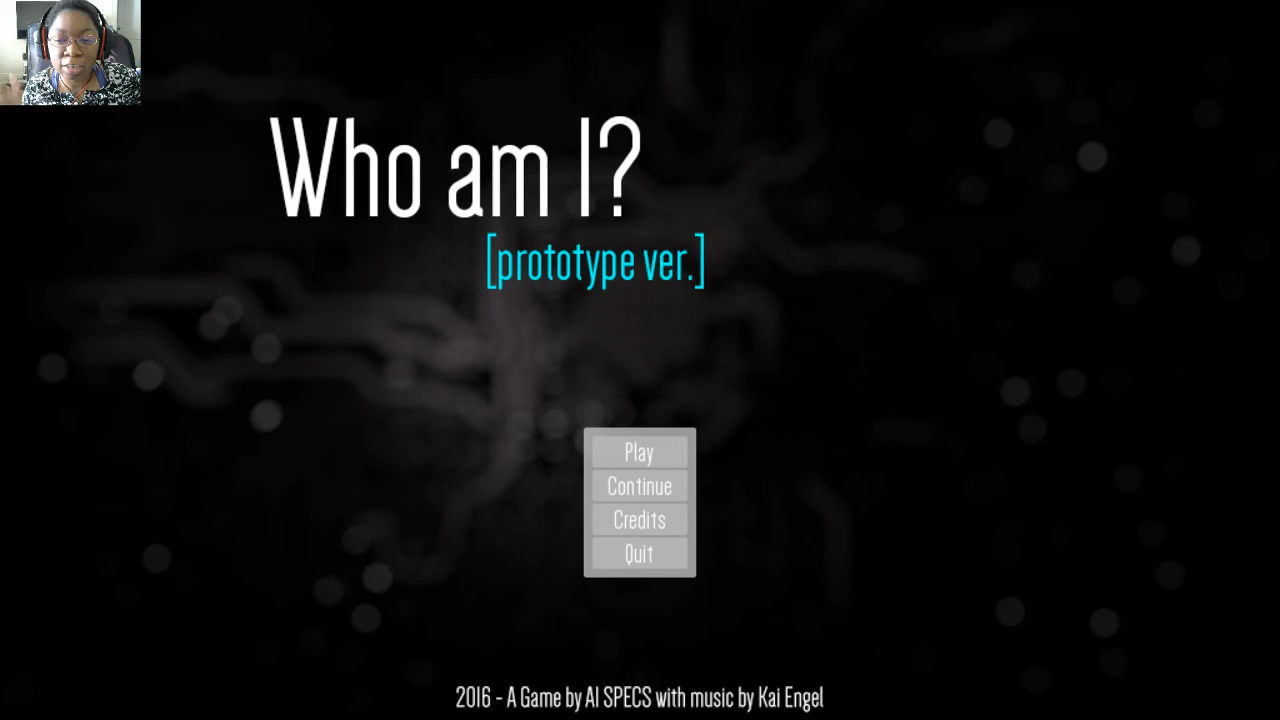 Who am I?
[prototype ver.]
Play
Continue
Credits
Quit
2016 - A Game by AI SPECS with music by Kai Engel